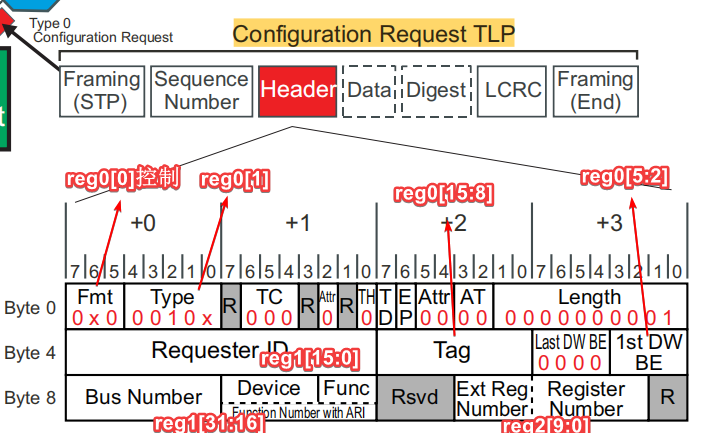 Type 0
Configuration Request
Configuration Request TLP
Framing (STP)
Sequence Number
Header
Data
Digest
LCRC
Framing (End)
t
reg0[0]控制
reg0[1]
reg0[15:8]
reg0[5:2]
+0
+1
+2
+3
7 6 5 4 3 2 1 0 7 6 5 4 3 2 1 0 7 6 5 4 3 2 1 0 7 6 5 4 3 2 1 0
Byte 0
Fmt
0 x 0
Type
0 0 1 0 x
R
TC
0 0 0
R
Attr
0
R
TH
0
T D
E P
Attr
0 0
AT
0 0
Length
0 0 0 0 0 0 0 0 0 1
Byte 4
Requester ID
reg1[15:0]
Tag
Last DW BE
0 0 0 0
1st DW BE
Byte 8
Bus Number
Device
Func
Function Number with ARI
reg1[31:16]
Rsvd
Ext Reg Number
Register Number
R
reg2[9:0]